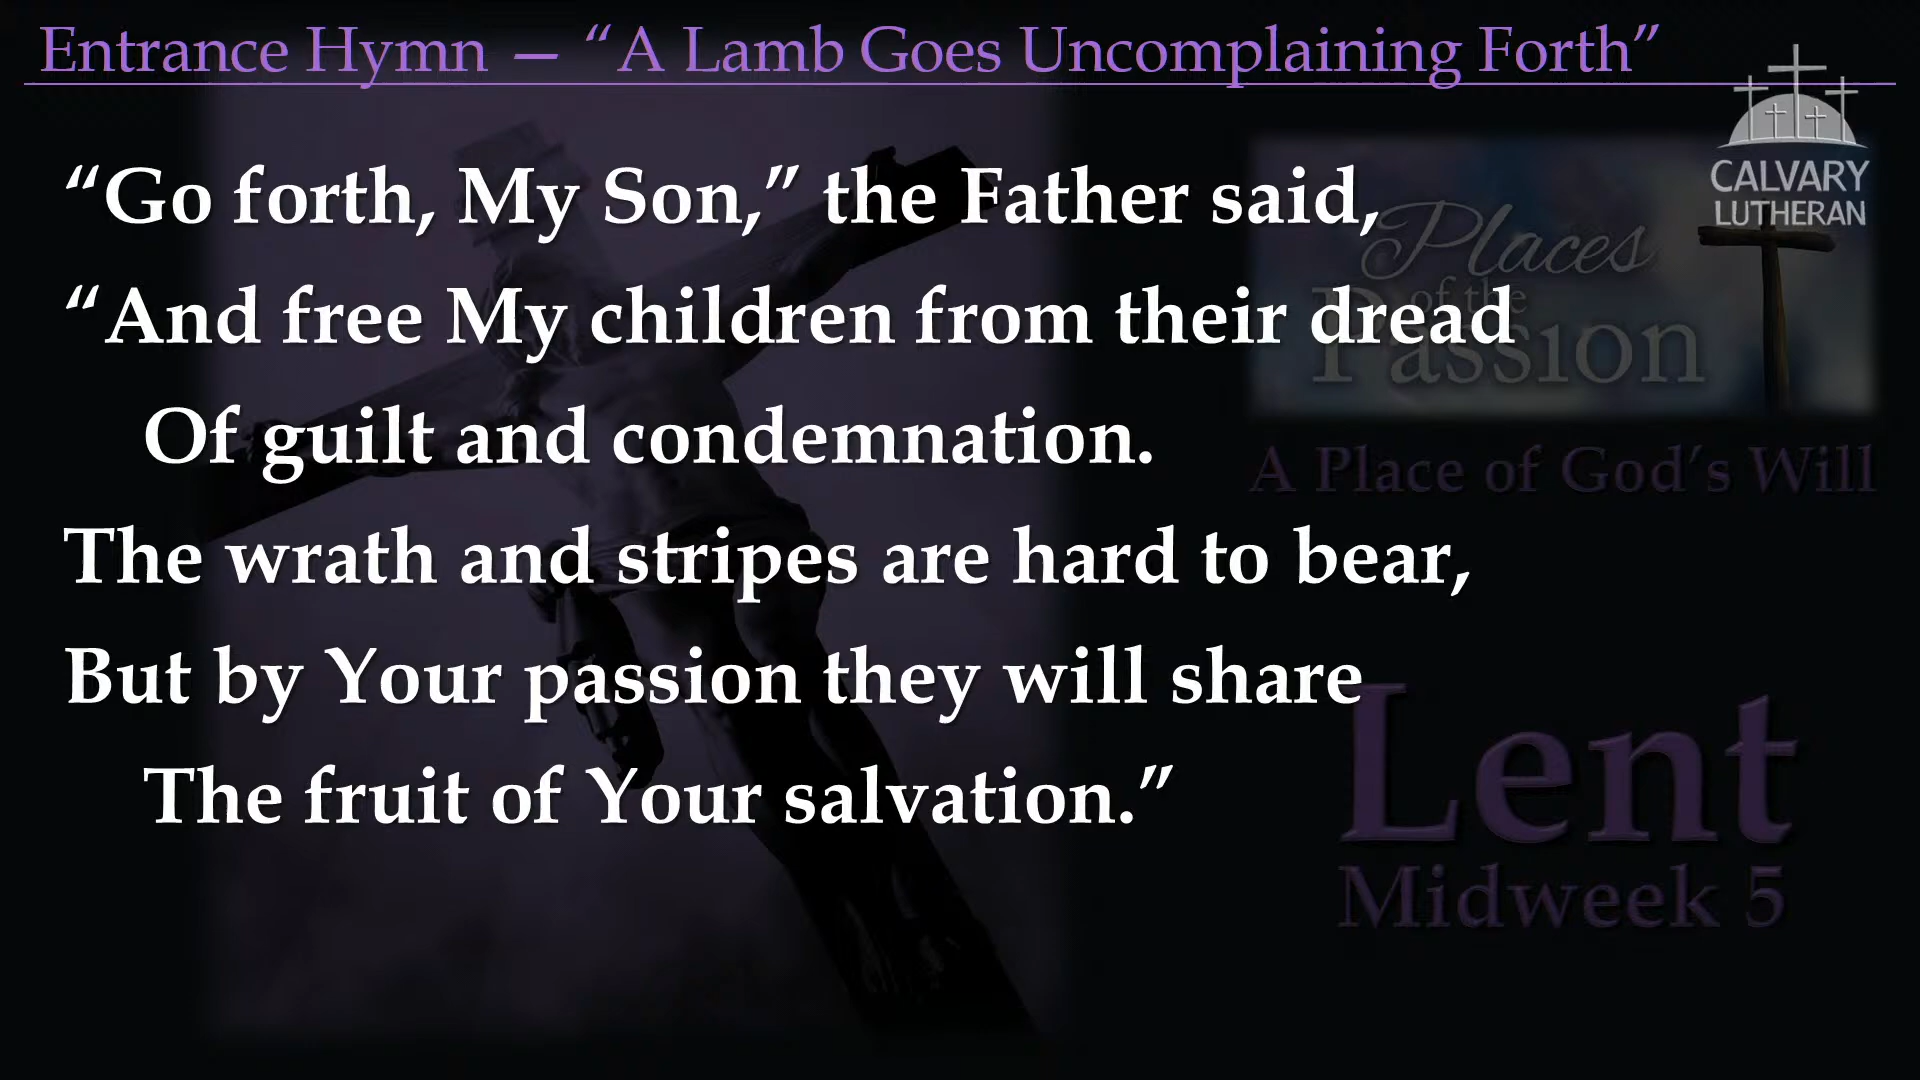 Entrance Hymn — “A Lamb Goes Uncomplaining Forth”
CALVARY
LUTHERAN
“Go forth, My Son,” the Father said,
“And free My children from their dread
Of guilt and condemnation.
The wrath and stripes are hard to bear,
But by Your passion they will share
The fruit of Your salvation.”
Places
of the
Passion
A Place of God’s Will
Lent
Midweek 5